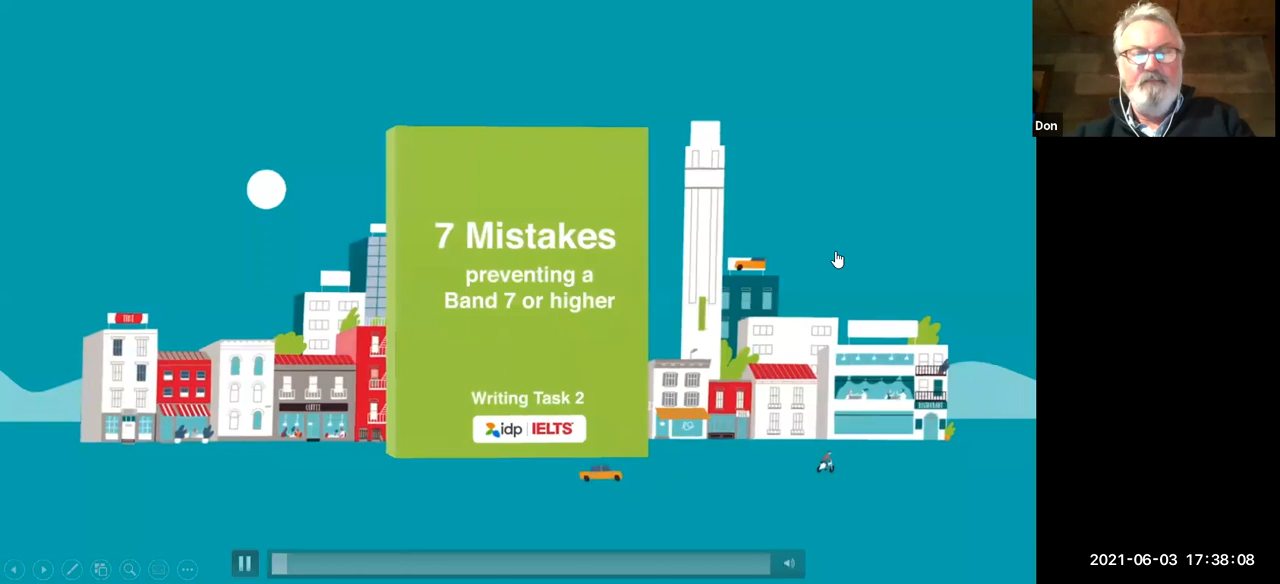 7 Mistakes
preventing a
Band 7 or higher
Writing Task 2
idp | IELTS
Don
2021-06-03 17:38:08